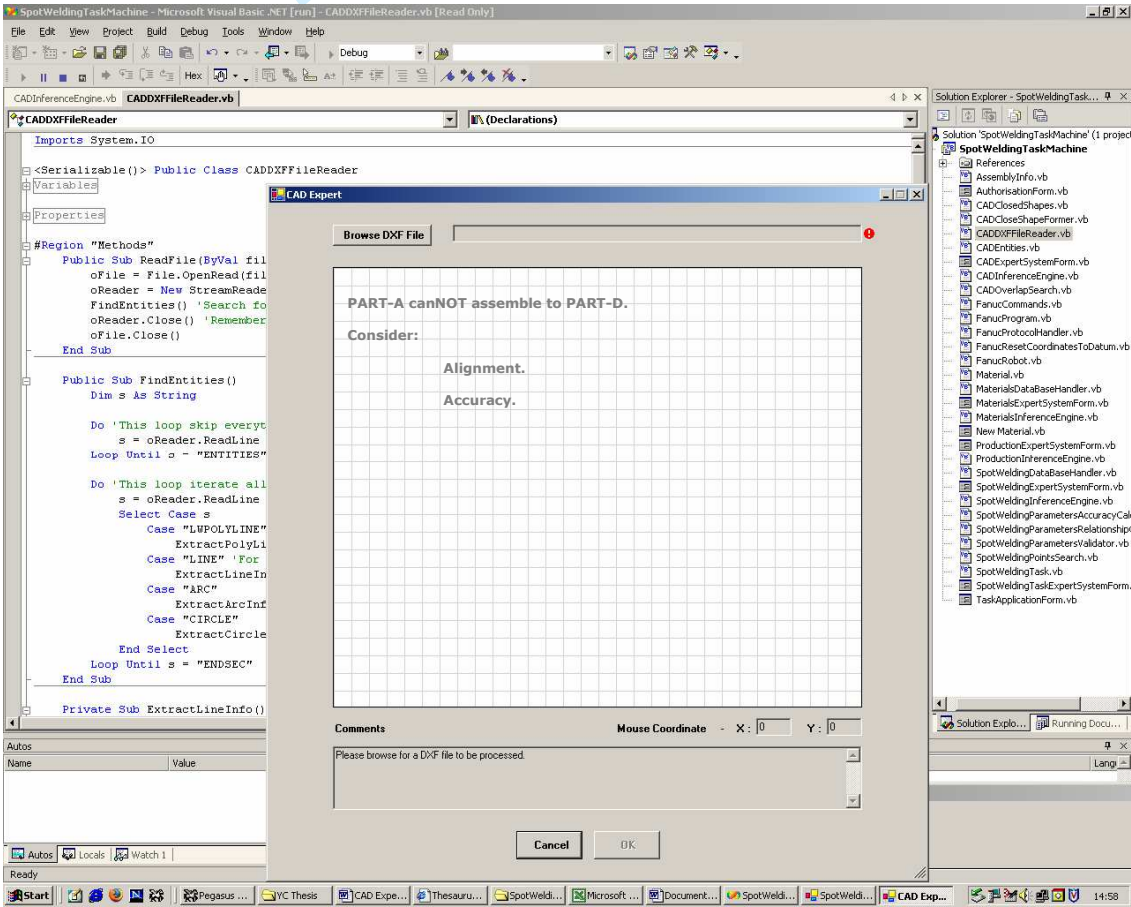 SpotWeldingTaskMachine - Microsoft Visual Basic .NET [run] - CADDXFFileReader.vb [Read Only]
File Edit View Project Build Debug Tools Window Help
Debug
Hex
CADInferenceEngine.vb CADDXFFileReader.vb
CADDXFFileReader
(Declarations)
Imports System.IO
<Serializable()> Public Class CADDXFFileReader
Variables
Properties
#Region "Methods"
Public Sub ReadFile(ByVal fil
oFile = File.OpenRead(fil
oReader = New StreamReade
FindEntities() 'Search fo
oReader.Close() 'Remember
oFile.Close()
End Sub
Public Sub FindEntities()
Dim s As String
Do 'This loop skip everyt
s = oReader.ReadLine
Loop Until s = "ENTITIES"
Do 'This loop iterate all
s = oReader.ReadLine
Select Case s
Case "LWPOLYLINE"
ExtractPolyLi
Case "LINE" 'For
ExtractLineIn
Case "ARC"
ExtractArcInf
Case "CIRCLE"
ExtractCircle
End Select
Loop Until s = "ENDSEC"
End Sub
Private Sub ExtractLineInfo()
CAD Expert
Browse DXF File
PART-A canNOT assemble to PART-D.
Consider:
Alignment.
Accuracy.
Comments
Mouse Coordinate - X : 0 Y : 0
Please browse for a DXF file to be processed.
Cancel OK
Solution Explorer - SpotWeldingTask...
Solution 'SpotWeldingTaskMachine' (1 project
SpotWeldingTaskMachine
References
AssemblyInfo.vb
AuthorisationForm.vb
CADClosedShapes.vb
CADCloseShapeFormer.vb
CADDXFFileReader.vb
CADEntities.vb
CADExpertSystemForm.vb
CADInferenceEngine.vb
CADOverlapSearch.vb
FanucCommands.vb
FanucProgram.vb
FanucProtocolHandler.vb
FanucResetCoordinatesToDatum.vb
FanucRobot.vb
Material.vb
MaterialsDataBaseHandler.vb
MaterialsExpertSystemForm.vb
MaterialsInferenceEngine.vb
New Material.vb
ProductionExpertSystemForm.vb
ProductionInferenceEngine.vb
SpotWeldingDataBaseHandler.vb
SpotWeldingExpertSystemForm.vb
SpotWeldingInferenceEngine.vb
SpotWeldingParametersAccuracyCal
SpotWeldingParametersRelationship
SpotWeldingParametersValidator.vb
SpotWeldingPointsSearch.vb
SpotWeldingTask.vb
SpotWeldingTaskExpertSystemForm.
TaskApplicationForm.vb
Solution Explo... Running Docu...
Autos
Name Value
Langu
Autos Locals Watch 1
Ready
Start Pegasus ... YC Thesis CAD Expe... Thesauru... SpotWeldi... Microsoft ... Document... SpotWeldi... SpotWeldi... CAD Exp... 14:58